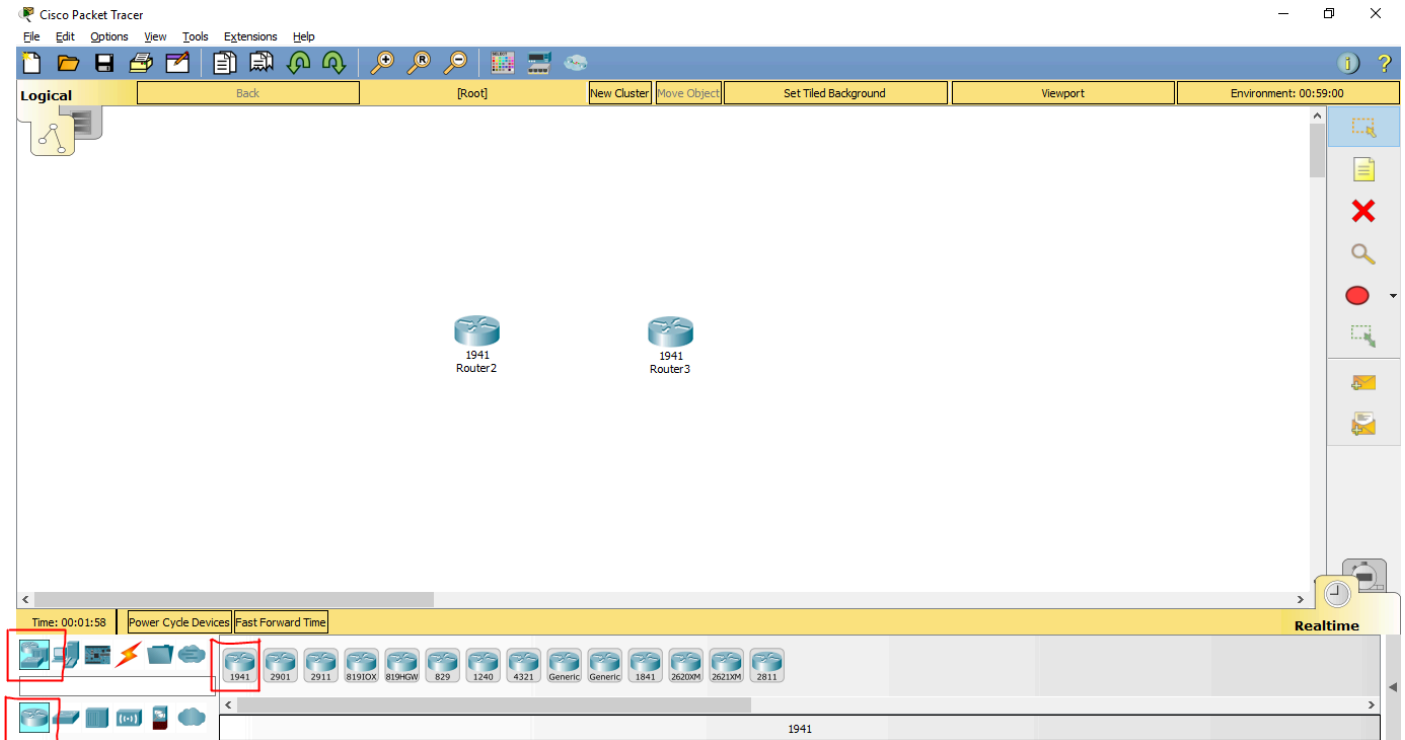 Cisco Packet Tracer
File Edit Options View Tools Extensions Help
Logical Back [Root] New Cluster Move Object Set Tiled Background Viewport Environment: 00:59:00
1941 1941
Router2 Router3
Time: 00:01:58 Power Cycle Devices Fast Forward Time Realtime
1941 2901 2911 819IOX 819HGW 829 1240 4321 Generic Generic 1841 2620XM 2621XM 2811
1941